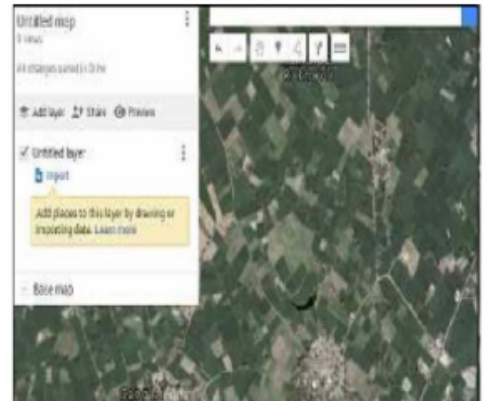 Untitled map
All changes saved in Drive
Add layer Share Preview
Untitled layer
Import
Add places to this layer by drawing or
importing data. Learn more
Base map